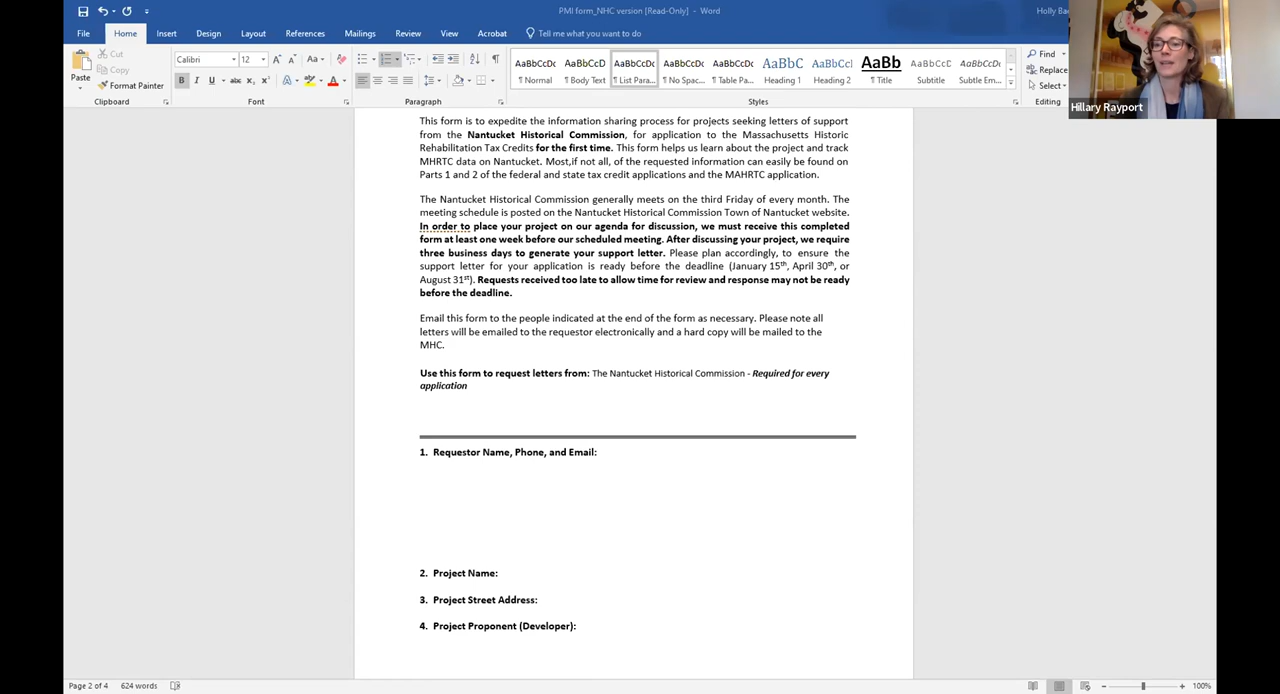 PMI form_NHC version [Read-Only] - Word
Holly Ba
File Home Insert Design Layout References Mailings Review View Acrobat Tell me what you want to do
Cut
Copy
Format Painter
Paste
Clipboard
Calibri 12
Font
Paragraph
AaBbCcDc AaBbCcD AaBbCcDc AaBbCcDc AaBbCcDc AaBbC AaBbCcI AaBb AaBbCcDc AaBbCcDc
¶ Normal ¶ Body Text ¶ List Para... ¶ No Spac... ¶ Table Pa... Heading 1 Heading 2 ¶ Title Subtitle Subtle Em...
Styles
Find
Replace
Select
Editing
Hillary Rayport
This form is to expedite the information sharing process for projects seeking letters of support
from the Nantucket Historical Commission, for application to the Massachusetts Historic
Rehabilitation Tax Credits for the first time. This form helps us learn about the project and track
MHRTC data on Nantucket. Most,if not all, of the requested information can easily be found on
Parts 1 and 2 of the federal and state tax credit applications and the MAHRTC application.
The Nantucket Historical Commission generally meets on the third Friday of every month. The
meeting schedule is posted on the Nantucket Historical Commission Town of Nantucket website.
In order to place your project on our agenda for discussion, we must receive this completed
form at least one week before our scheduled meeting. After discussing your project, we require
three business days to generate your support letter. Please plan accordingly, to ensure the
support letter for your application is ready before the deadline (January 15th, April 30th, or
August 31st). Requests received too late to allow time for review and response may not be ready
before the deadline.
Email this form to the people indicated at the end of the form as necessary. Please note all
letters will be emailed to the requestor electronically and a hard copy will be mailed to the
MHC.
Use this form to request letters from: The Nantucket Historical Commission - Required for every
application
1. Requestor Name, Phone, and Email:
2. Project Name:
3. Project Street Address:
4. Project Proponent (Developer):
Page 2 of 4 624 words
100%